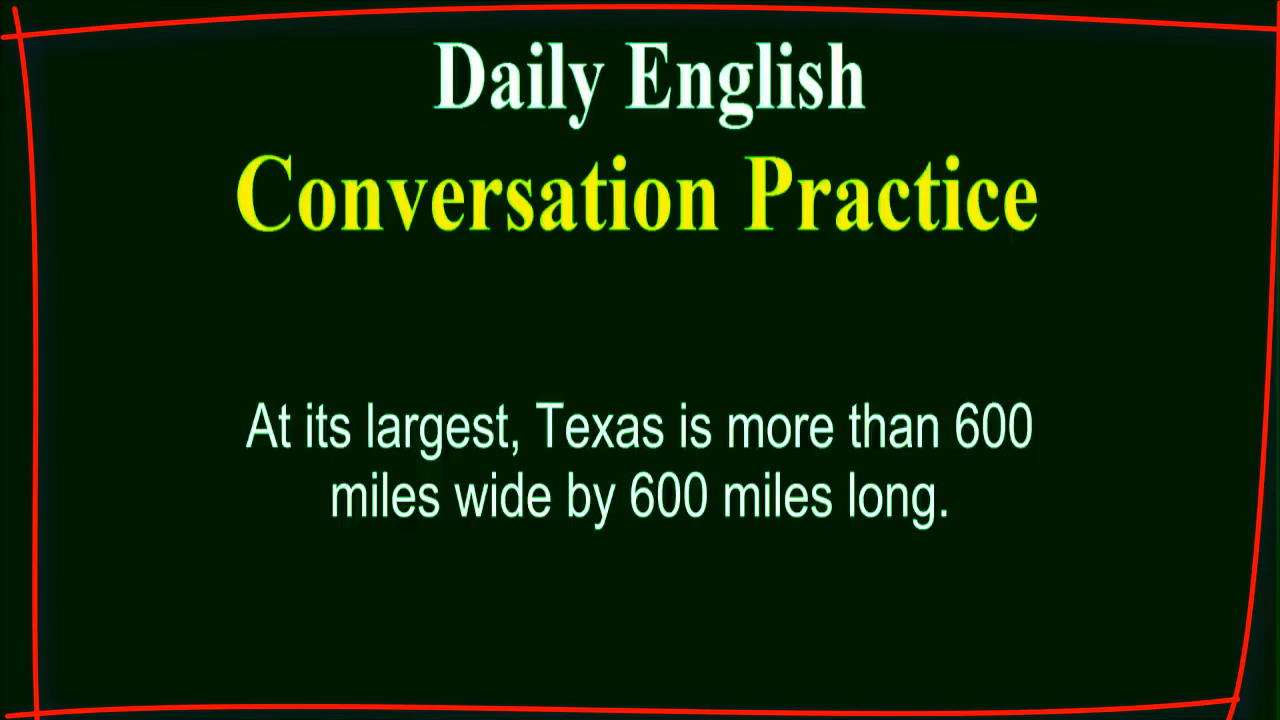 Daily English
Conversation Practice
At its largest, Texas is more than 600
miles wide by 600 miles long.